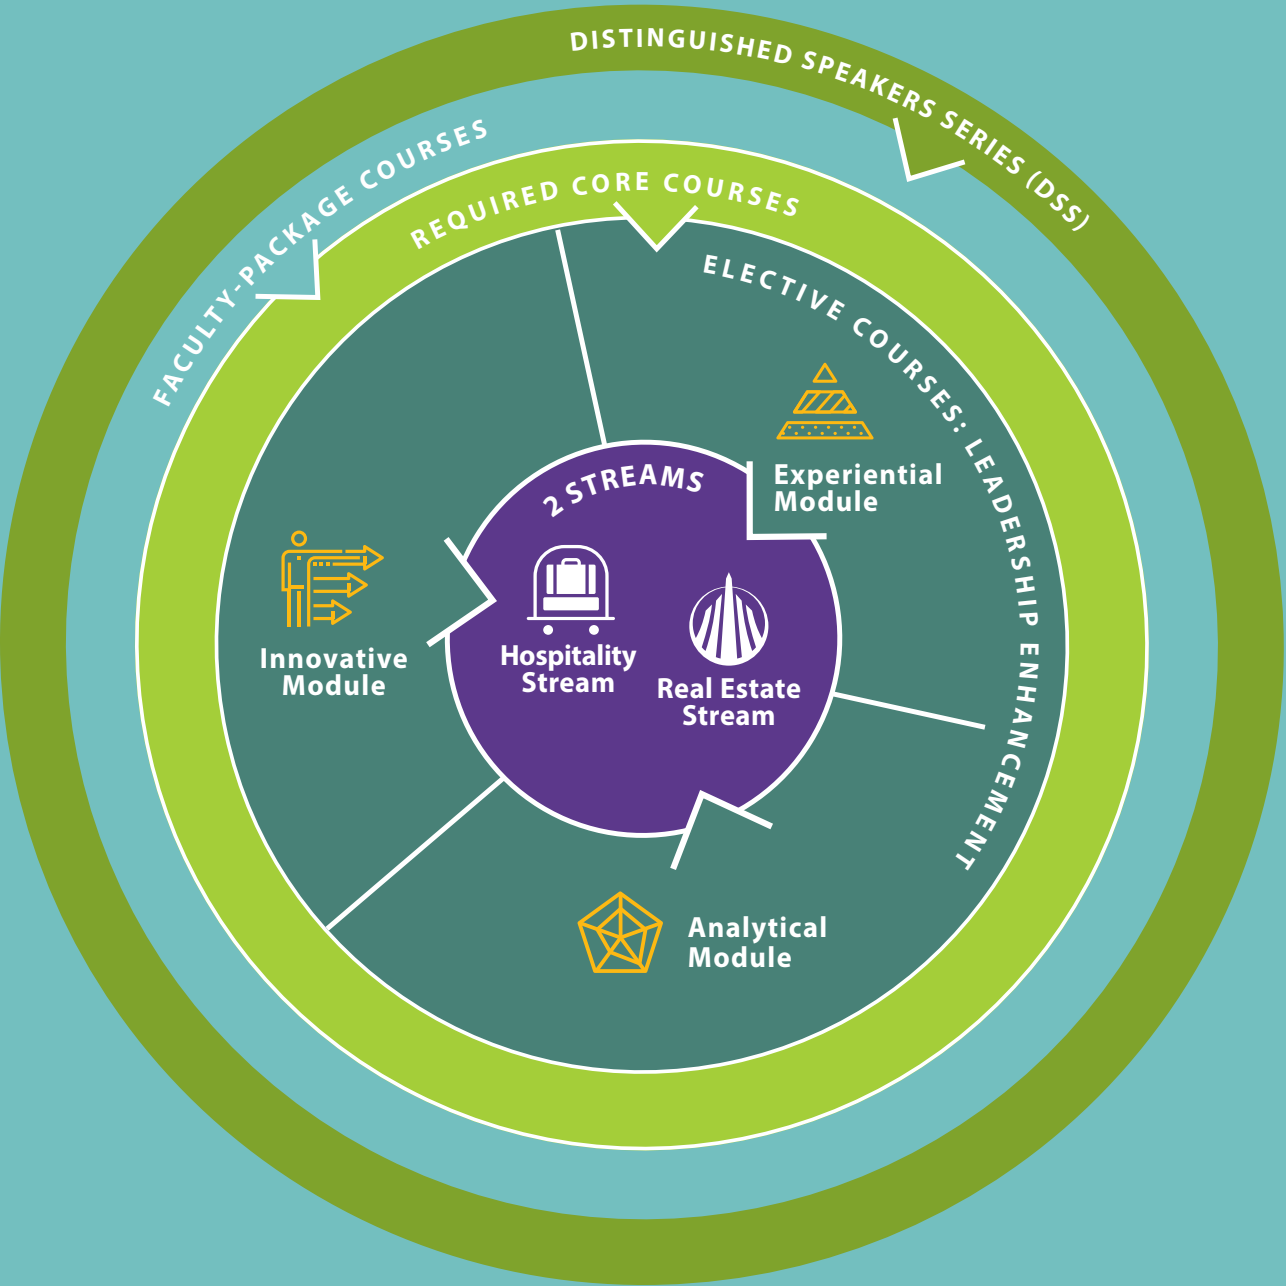 DISTINGUISHED SPEAKERS SERIES (DSS)
FACULTY-PACKAGE COURSES
REQUIRED CORE COURSES
ELECTIVE COURSES: LEADERSHIP ENHANCEMENT
Experiential
Module
2 STREAMS
Hospitality
Stream
Real Estate
Stream
Innovative
Module
Analytical
Module